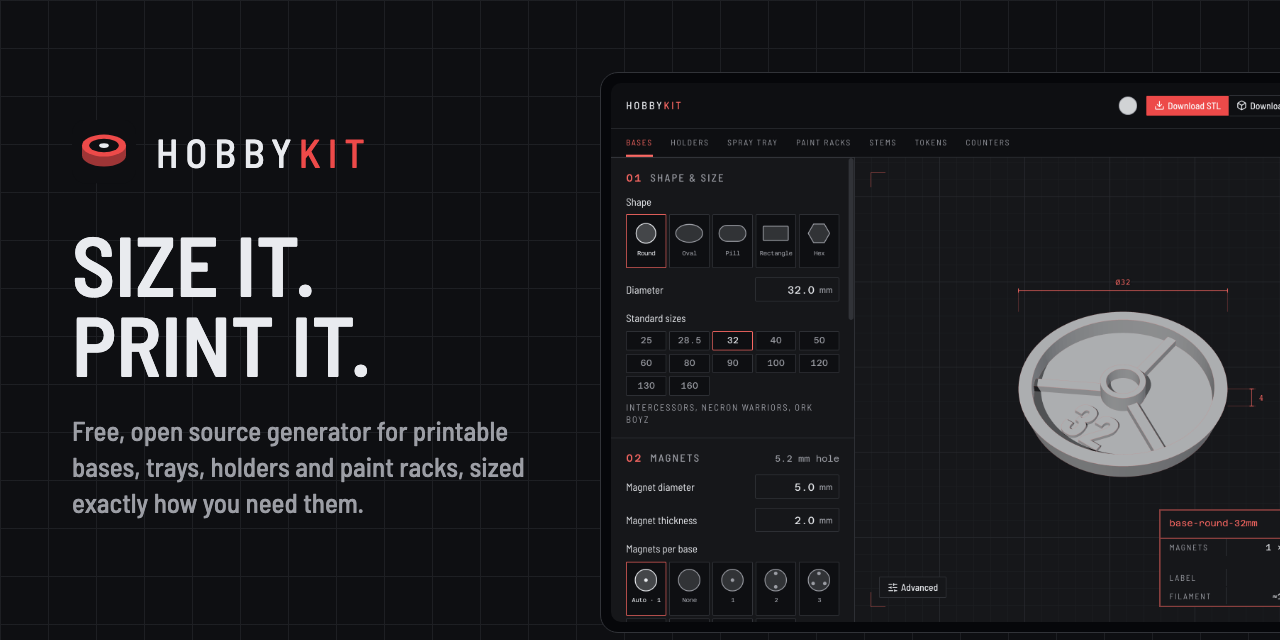 HOBBYKIT
SIZE IT.
PRINT IT.
Free, open source generator for printable
bases, trays, holders and paint racks, sized
exactly how you need them.
HOBBYKIT
Download STL
BASES HOLDERS SPRAY TRAY PAINT RACKS STEMS TOKENS COUNTERS
01 SHAPE & SIZE
Shape
Round Oval Pill Rectangle Hex
Diameter 32.0 mm
Standard sizes
25 28.5 32 40 50
60 80 90 100 120
130 160
INTERCESSORS, NECRON WARRIORS, ORK
BOYZ
02 MAGNETS 5.2 mm hole
Magnet diameter 5.0 mm
Magnet thickness 2.0 mm
Magnets per base
Auto · 1 None 1 2 3
Ø32
4
32
Advanced
base-round-32mm
MAGNETS 1
LABEL
FILAMENT